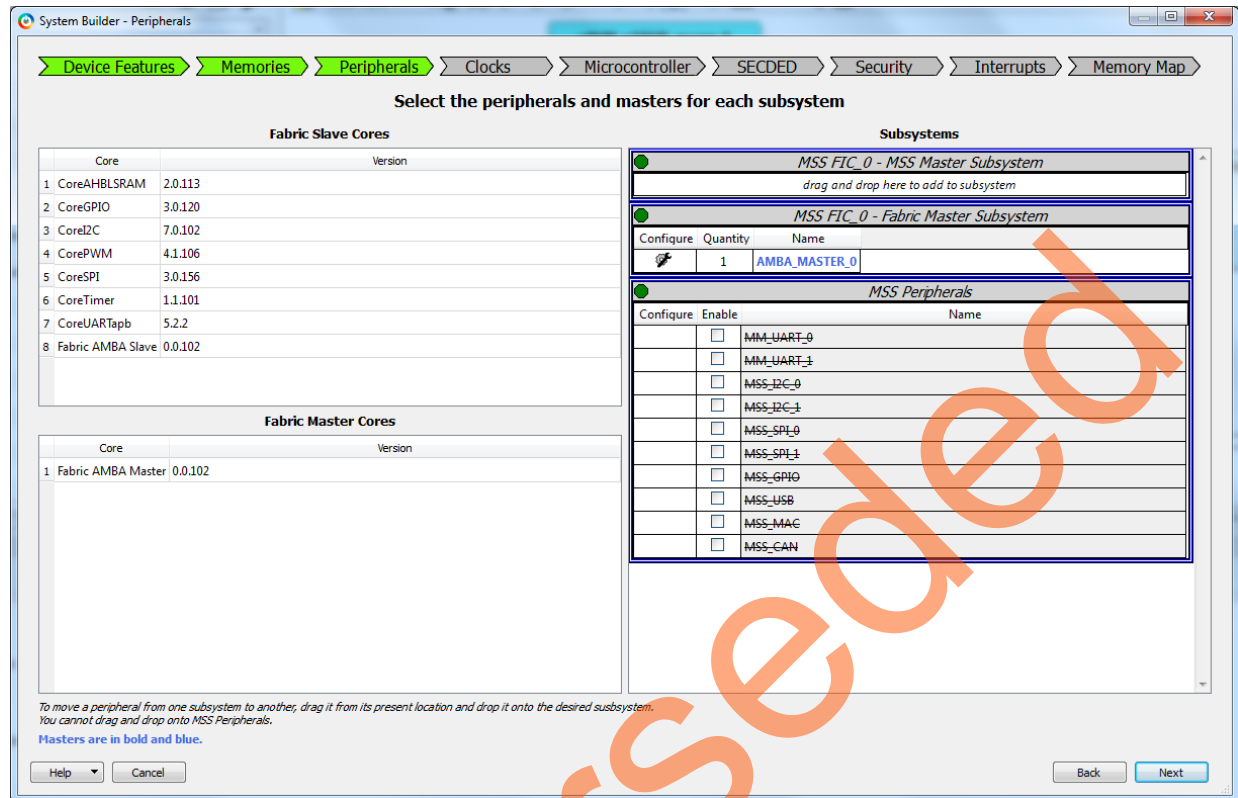 System Builder - Peripherals
Device Features Memories Peripherals Clocks Microcontroller SECDED Security Interrupts Memory Map
Select the peripherals and masters for each subsystem
Fabric Slave Cores
Core Version
1 CoreAHBLSRAM 2.0.113
2 CoreGPIO 3.0.120
3 CoreI2C 7.0.102
4 CorePWM 4.1.106
5 CoreSPI 3.0.156
6 CoreTimer 1.1.101
7 CoreUARTapb 5.2.2
8 Fabric AMBA Slave 0.0.102
Fabric Master Cores
Core Version
1 Fabric AMBA Master 0.0.102
Subsystems
MSS FIC_0 - MSS Master Subsystem
drag and drop here to add to subsystem
MSS FIC_0 - Fabric Master Subsystem
Configure Quantity Name
1 AMBA_MASTER_0
MSS Peripherals
Configure Enable Name
MM_UART_0
MM_UART_1
MSS_I2C_0
MSS_I2C_1
MSS_SPI_0
MSS_SPI_1
MSS_GPIO
MSS_USB
MSS_MAC
MSS_CAN
To move a peripheral from one subsystem to another, drag it from its present location and drop it onto the desired susbsystem.
You cannot drag and drop onto MSS Peripherals.
Masters are in bold and blue.
Help Cancel Back Next
seded